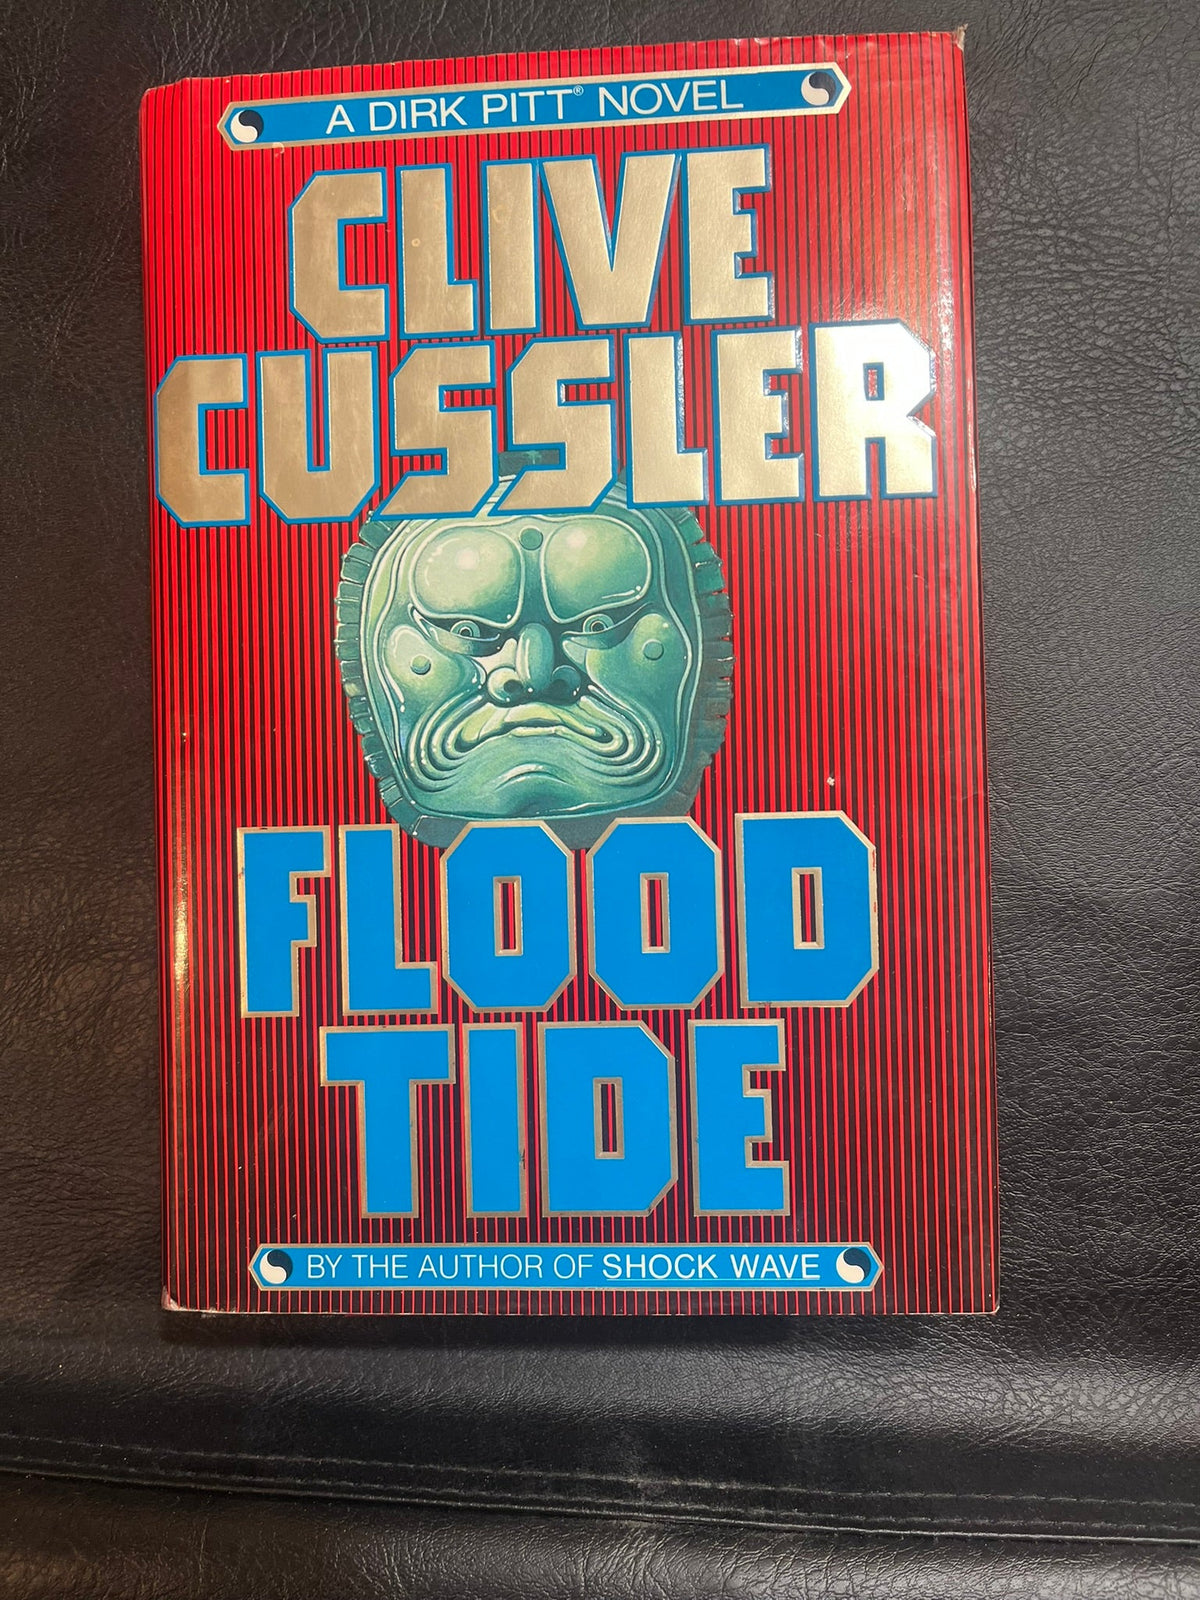 A DIRK PITT® NOVEL
CLIVE
CUSSLER
FLOOD
TIDE
BY THE AUTHOR OF SHOCK WAVE